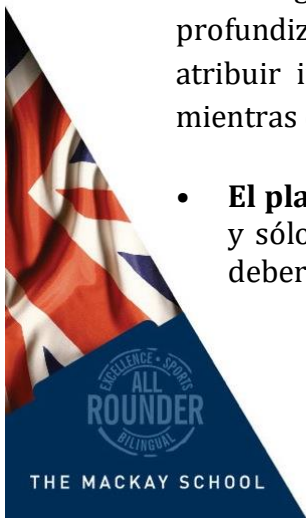 profundiz
atribuir i
mientras
• El pla
y sólo
deber
EXCELLENCE • SPORTS
ALL
ROUNDER
BILINGUAL
THE MACKAY SCHOOL